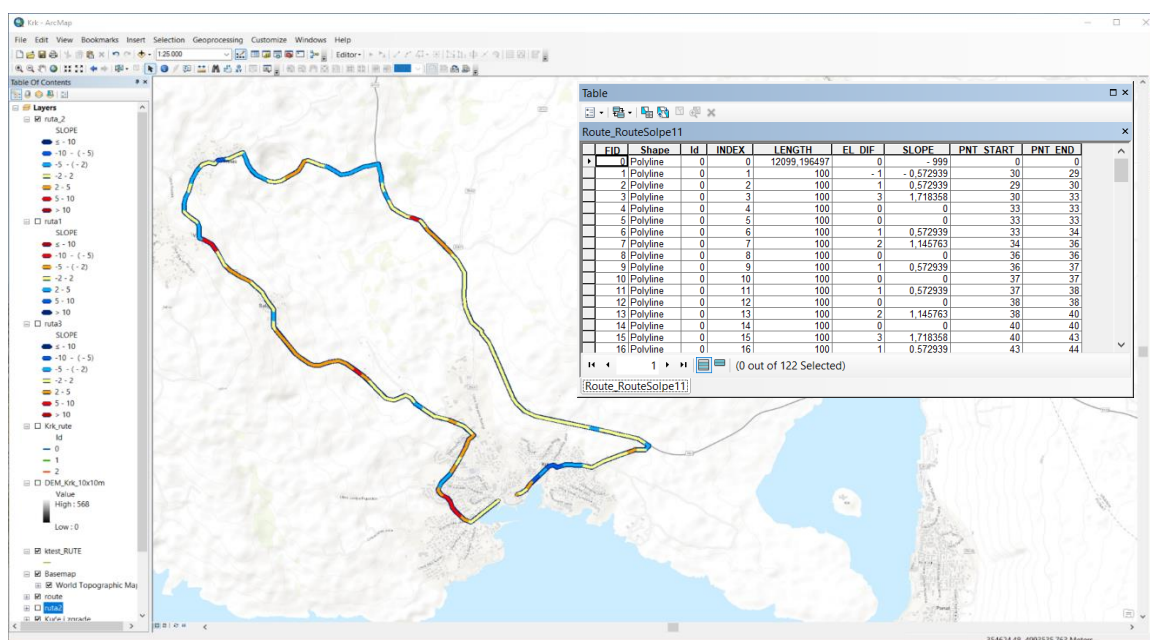 Krk - ArcMap
File Edit View Bookmarks Insert Selection Geoprocessing Customize Windows Help
1:25.000
Editor
Table Of Contents
Layers
ruta_2
SLOPE
≤ - 10
-10 - ( - 5)
-5 - ( - 2)
-2 - 2
2 - 5
5 - 10
> 10
ruta1
SLOPE
≤ - 10
-10 - ( - 5)
-5 - ( - 2)
-2 - 2
2 - 5
5 - 10
> 10
ruta3
SLOPE
≤ - 10
-10 - ( - 5)
-5 - ( - 2)
-2 - 2
2 - 5
5 - 10
> 10
Krk_rute
Id
0
1
2
DEM_Krk_10x10m
Value
High : 568
Low : 0
ktest_RUTE
Basemap
World Topographic Map
route
ruta2
Kuće i zgrade
Table
Route_RouteSolpe11
FID Shape Id INDEX LENGTH EL_DIF SLOPE PNT_START PNT_END
0 Polyline 0 0 12099,196497 0 - 999 0 0
1 Polyline 0 1 100 - 1 - 0,572939 30 29
2 Polyline 0 2 100 1 0,572939 29 30
3 Polyline 0 3 100 3 1,718358 30 33
4 Polyline 0 4 100 0 0 33 33
5 Polyline 0 5 100 0 0 33 33
6 Polyline 0 6 100 1 0,572939 33 34
7 Polyline 0 7 100 2 1,145763 34 36
8 Polyline 0 8 100 0 0 36 36
9 Polyline 0 9 100 1 0,572939 36 37
10 Polyline 0 10 100 0 0 37 37
11 Polyline 0 11 100 1 0,572939 37 38
12 Polyline 0 12 100 0 0 38 38
13 Polyline 0 13 100 2 1,145763 38 40
14 Polyline 0 14 100 0 0 40 40
15 Polyline 0 15 100 3 1,718358 40 43
16 Polyline 0 16 100 1 0,572939 43 44
1 (0 out of 122 Selected)
Route_RouteSolpe11
Punat
354624,48 4993535,763 Meters